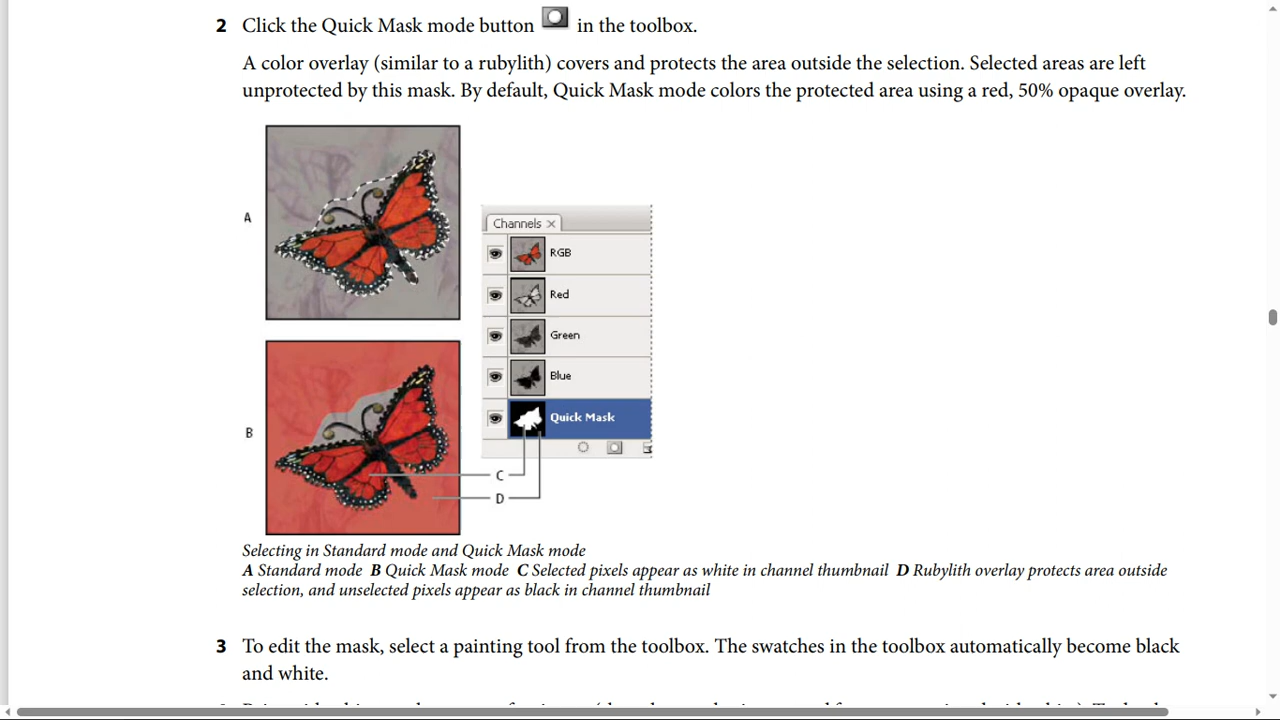 2 Click the Quick Mask mode button in the toolbox.
A color overlay (similar to a rubylith) covers and protects the area outside the selection. Selected areas are left
unprotected by this mask. By default, Quick Mask mode colors the protected area using a red, 50% opaque overlay.
A
Channels ×
RGB
Red
Green
Blue
Quick Mask
B
C
D
Selecting in Standard mode and Quick Mask mode
A Standard mode B Quick Mask mode C Selected pixels appear as white in channel thumbnail D Rubylith overlay protects area outside
selection, and unselected pixels appear as black in channel thumbnail
3 To edit the mask, select a painting tool from the toolbox. The swatches in the toolbox automatically become black
and white.